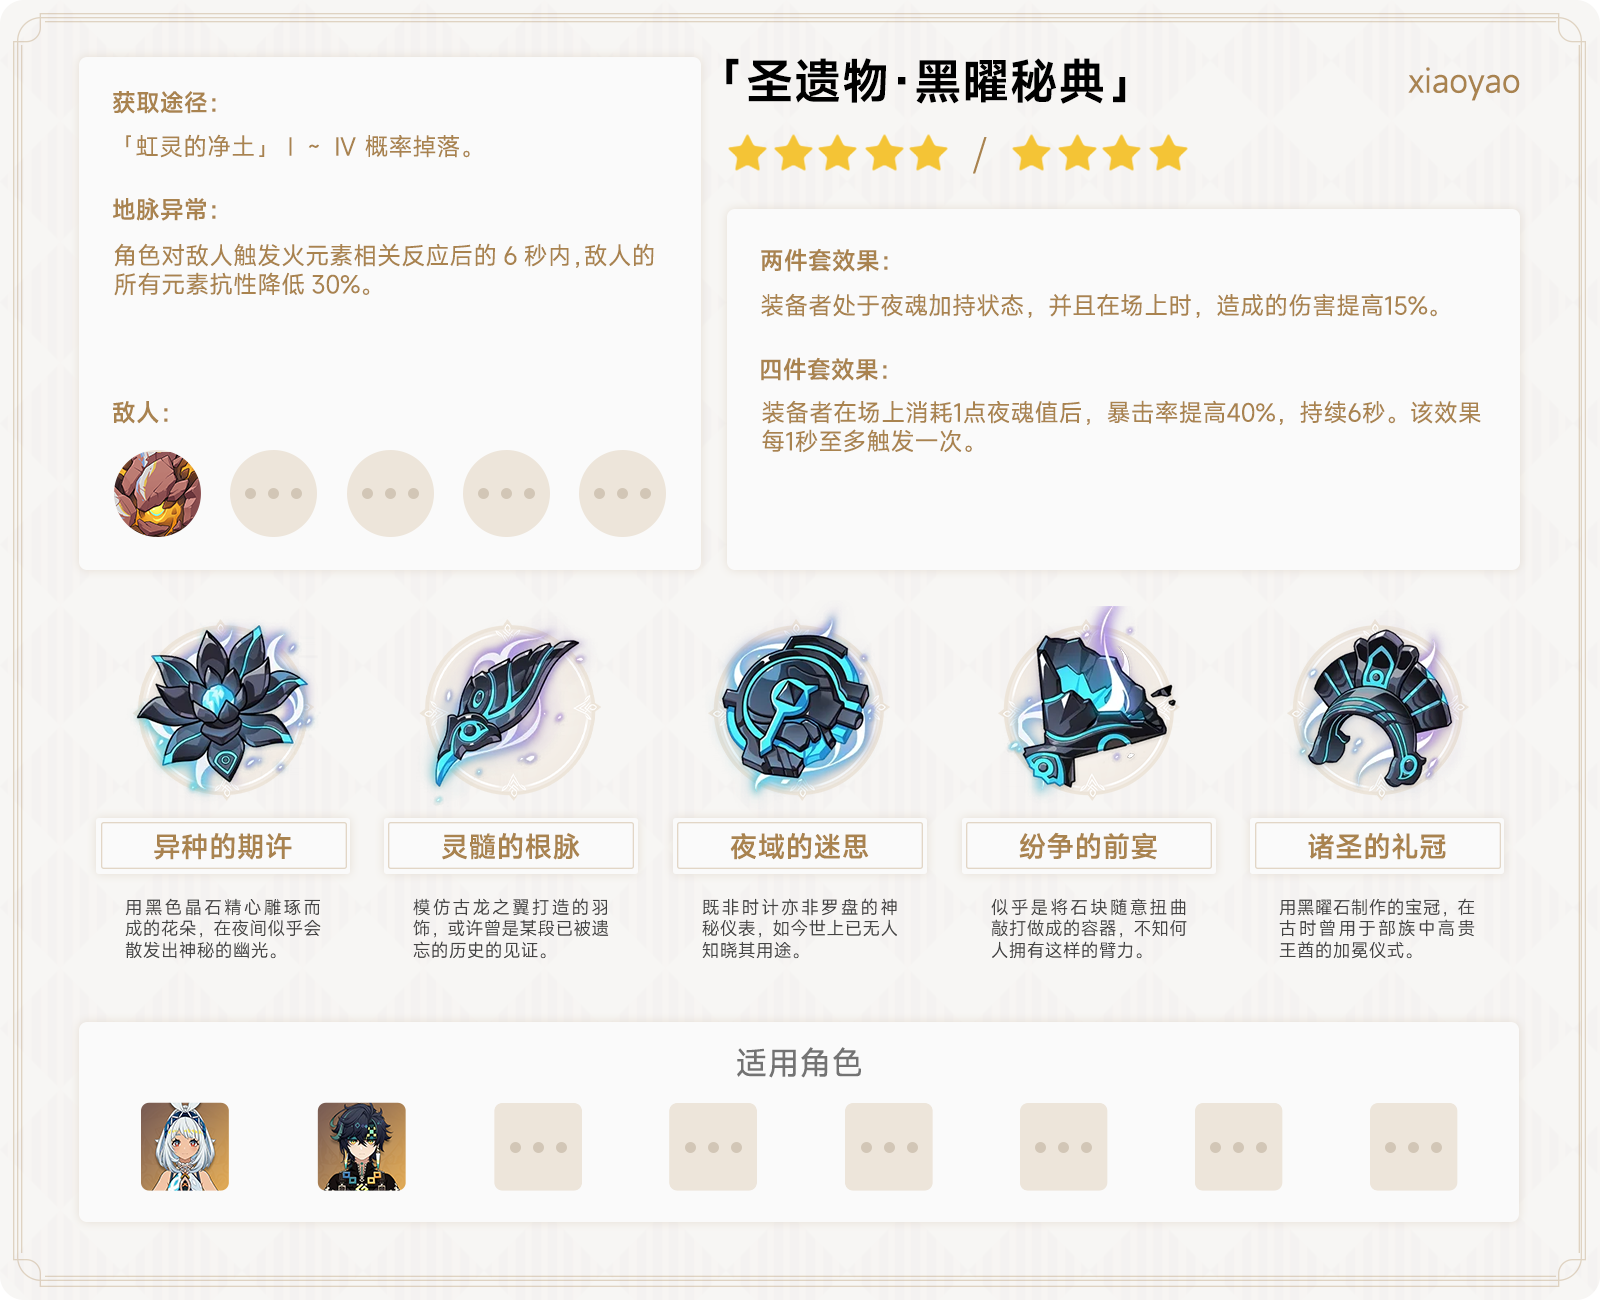 获取途径：
「虹灵的净土」Ⅰ ~ Ⅳ 概率掉落。
地脉异常：
角色对敌人触发火元素相关反应后的 6 秒内,敌人的
所有元素抗性降低 30%。
敌人：
「圣遗物·黑曜秘典」
xiaoyao
/
两件套效果：
装备者处于夜魂加持状态，并且在场上时，造成的伤害提高15%。
四件套效果：
装备者在场上消耗1点夜魂值后，暴击率提高40%，持续6秒。该效果
每1秒至多触发一次。
异种的期许
用黑色晶石精心雕琢而
成的花朵，在夜间似乎会
散发出神秘的幽光。
灵髓的根脉
模仿古龙之翼打造的羽
饰，或许曾是某段已被遗
忘的历史的见证。
夜域的迷思
既非时计亦非罗盘的神
秘仪表，如今世上已无人
知晓其用途。
纷争的前宴
似乎是将石块随意扭曲
敲打做成的容器，不知何
人拥有这样的臂力。
诸圣的礼冠
用黑曜石制作的宝冠，在
古时曾用于部族中高贵
王酋的加冕仪式。
适用角色